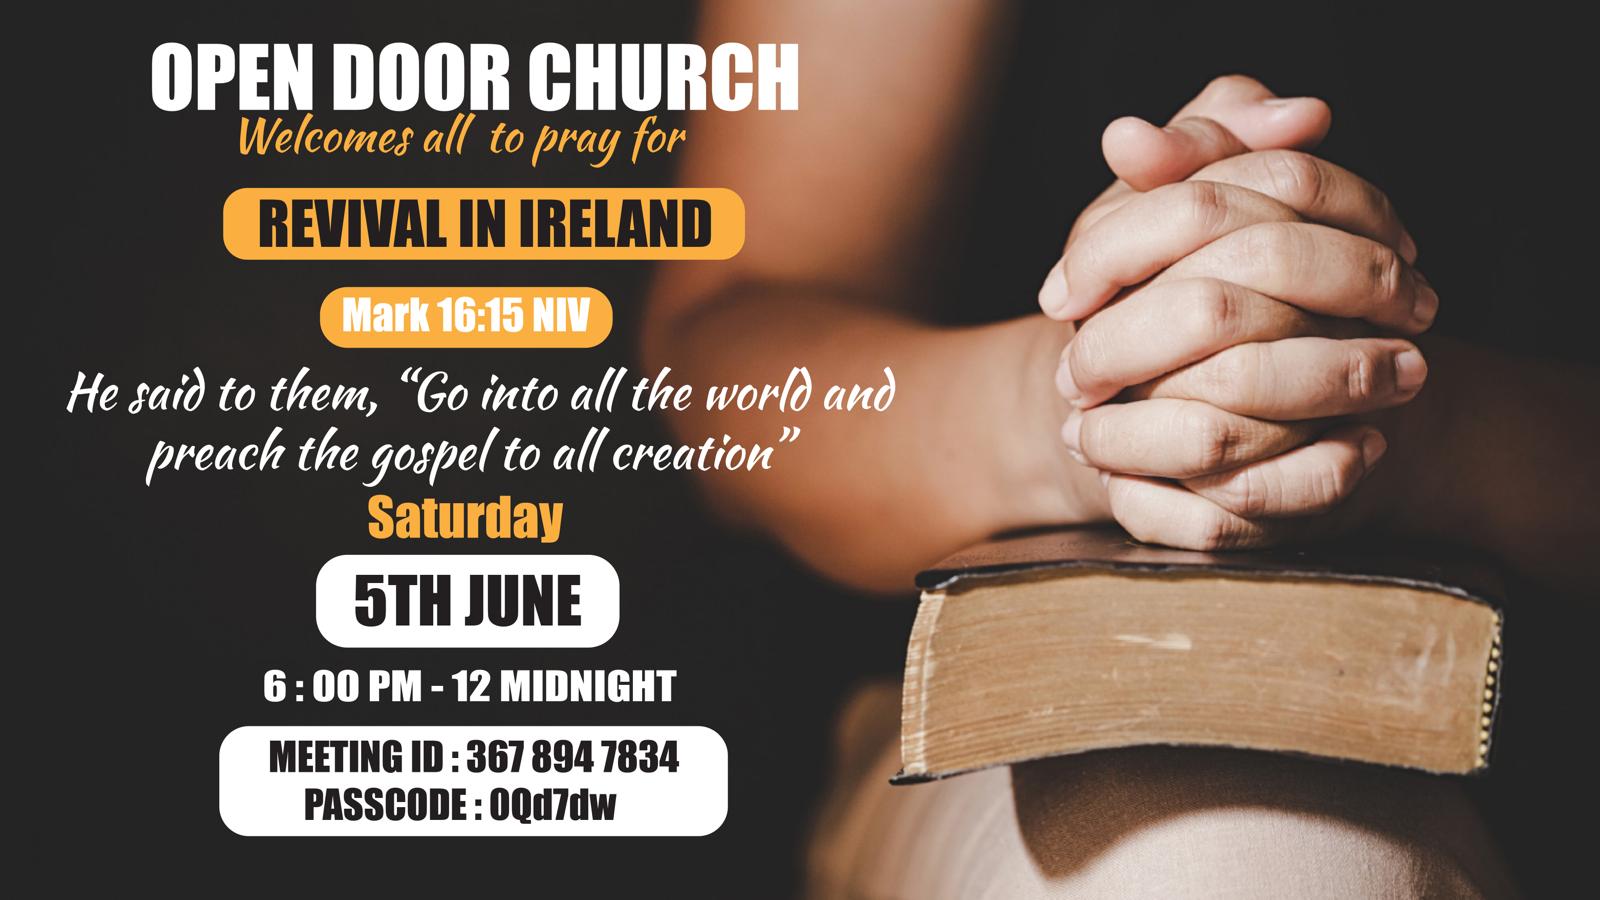 OPEN DOOR CHURCH
Welcomes all to pray for
REVIVAL IN IRELAND
Mark 16:15 NIV
He said to them, “Go into all the world and
preach the gospel to all creation”
Saturday
5TH JUNE
6 : 00 PM - 12 MIDNIGHT
MEETING ID : 367 894 7834
PASSCODE : 0Qd7dw